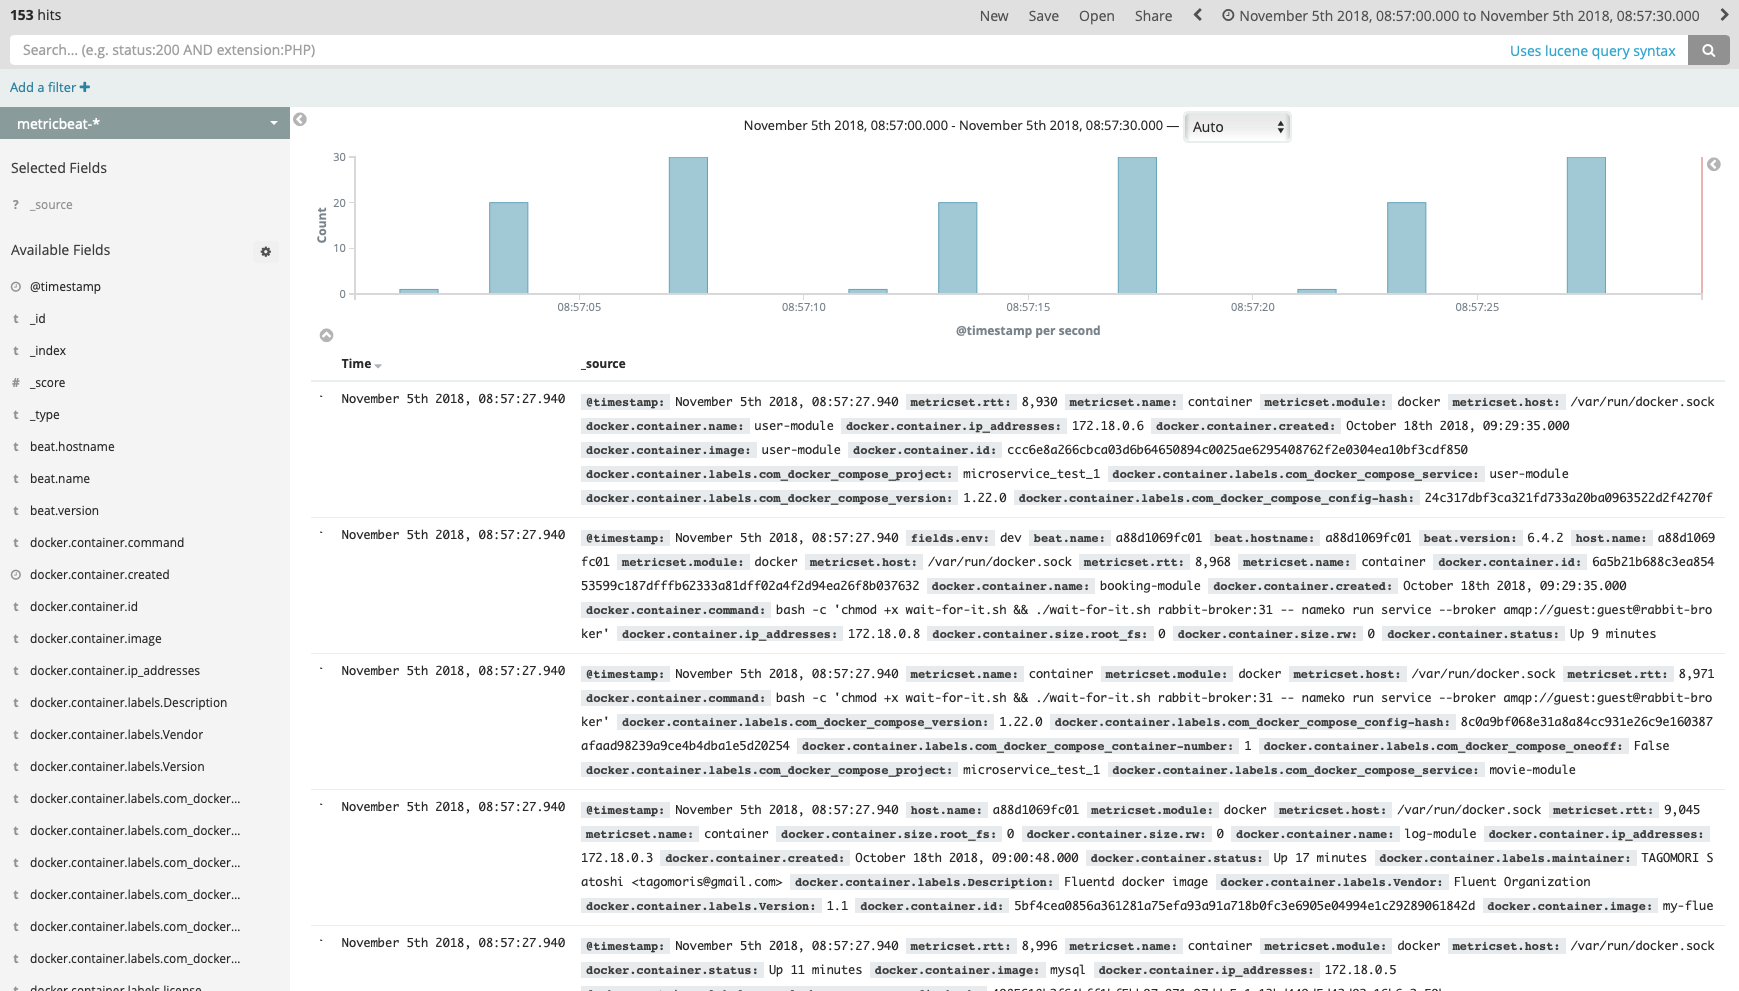 153 hits
New Save Open Share November 5th 2018, 08:57:00.000 to November 5th 2018, 08:57:30.000
Search... (e.g. status:200 AND extension:PHP)
Uses lucene query syntax
Add a filter +
metricbeat-*
Selected Fields
? _source
Available Fields
@timestamp
t _id
t _index
# _score
t _type
t beat.hostname
t beat.name
t beat.version
t docker.container.command
docker.container.created
t docker.container.id
t docker.container.image
t docker.container.ip_addresses
t docker.container.labels.Description
t docker.container.labels.Vendor
t docker.container.labels.Version
t docker.container.labels.com_docker...
t docker.container.labels.com_docker...
t docker.container.labels.com_docker...
t docker.container.labels.com_docker...
t docker.container.labels.com_docker...
t docker.container.labels.com_docker...
docker.container.labels.license
November 5th 2018, 08:57:00.000 - November 5th 2018, 08:57:30.000 — Auto
Count
30
20
10
0
08:57:05 08:57:10 08:57:15 08:57:20 08:57:25
@timestamp per second
Time _source
November 5th 2018, 08:57:27.940
@timestamp: November 5th 2018, 08:57:27.940 metricset.rtt: 8,930 metricset.name: container metricset.module: docker metricset.host: /var/run/docker.sock
docker.container.name: user-module docker.container.ip_addresses: 172.18.0.6 docker.container.created: October 18th 2018, 09:29:35.000
docker.container.image: user-module docker.container.id: ccc6e8a266cbca03d6b64650894c0025ae6295408762f2e0304ea10bf3cdf850
docker.container.labels.com_docker_compose_project: microservice_test_1 docker.container.labels.com_docker_compose_service: user-module
docker.container.labels.com_docker_compose_version: 1.22.0 docker.container.labels.com_docker_compose_config-hash: 24c317dbf3ca321fd733a20ba0963522d2f4270f
November 5th 2018, 08:57:27.940
@timestamp: November 5th 2018, 08:57:27.940 fields.env: dev beat.name: a88d1069fc01 beat.hostname: a88d1069fc01 beat.version: 6.4.2 host.name: a88d1069
fc01 metricset.module: docker metricset.host: /var/run/docker.sock metricset.rtt: 8,968 metricset.name: container docker.container.id: 6a5b21b688c3ea854
53599c187dfffb62333a81dff02a4f2d94ea26f8b037632 docker.container.name: booking-module docker.container.created: October 18th 2018, 09:29:35.000
docker.container.command: bash -c 'chmod +x wait-for-it.sh && ./wait-for-it.sh rabbit-broker:31 -- nameko run service --broker amqp://guest:guest@rabbit-bro
ker' docker.container.ip_addresses: 172.18.0.8 docker.container.size.root_fs: 0 docker.container.size.rw: 0 docker.container.status: Up 9 minutes
November 5th 2018, 08:57:27.940
@timestamp: November 5th 2018, 08:57:27.940 metricset.name: container metricset.module: docker metricset.host: /var/run/docker.sock metricset.rtt: 8,971
docker.container.command: bash -c 'chmod +x wait-for-it.sh && ./wait-for-it.sh rabbit-broker:31 -- nameko run service --broker amqp://guest:guest@rabbit-bro
ker' docker.container.labels.com_docker_compose_version: 1.22.0 docker.container.labels.com_docker_compose_config-hash: 8c0a9bf068e31a8a84cc931e26c9e160387
afaad98239a9ce4b4dba1e5d20254 docker.container.labels.com_docker_compose_container-number: 1 docker.container.labels.com_docker_compose_oneoff: False
docker.container.labels.com_docker_compose_project: microservice_test_1 docker.container.labels.com_docker_compose_service: movie-module
November 5th 2018, 08:57:27.940
@timestamp: November 5th 2018, 08:57:27.940 host.name: a88d1069fc01 metricset.module: docker metricset.host: /var/run/docker.sock metricset.rtt: 9,045
metricset.name: container docker.container.size.root_fs: 0 docker.container.size.rw: 0 docker.container.name: log-module docker.container.ip_addresses:
172.18.0.3 docker.container.created: October 18th 2018, 09:00:48.000 docker.container.status: Up 17 minutes docker.container.labels.maintainer: TAGOMORI S
atoshi <tagomoris@gmail.com> docker.container.labels.Description: Fluentd docker image docker.container.labels.Vendor: Fluent Organization
docker.container.labels.Version: 1.1 docker.container.id: 5bf4cea0856a361281a75efa93a91a718b0fc3e6905e04994e1c29289061842d docker.container.image: my-flue
November 5th 2018, 08:57:27.940
@timestamp: November 5th 2018, 08:57:27.940 metricset.rtt: 8,996 metricset.name: container metricset.module: docker metricset.host: /var/run/docker.sock
docker.container.status: Up 11 minutes docker.container.image: mysql docker.container.ip_addresses: 172.18.0.5